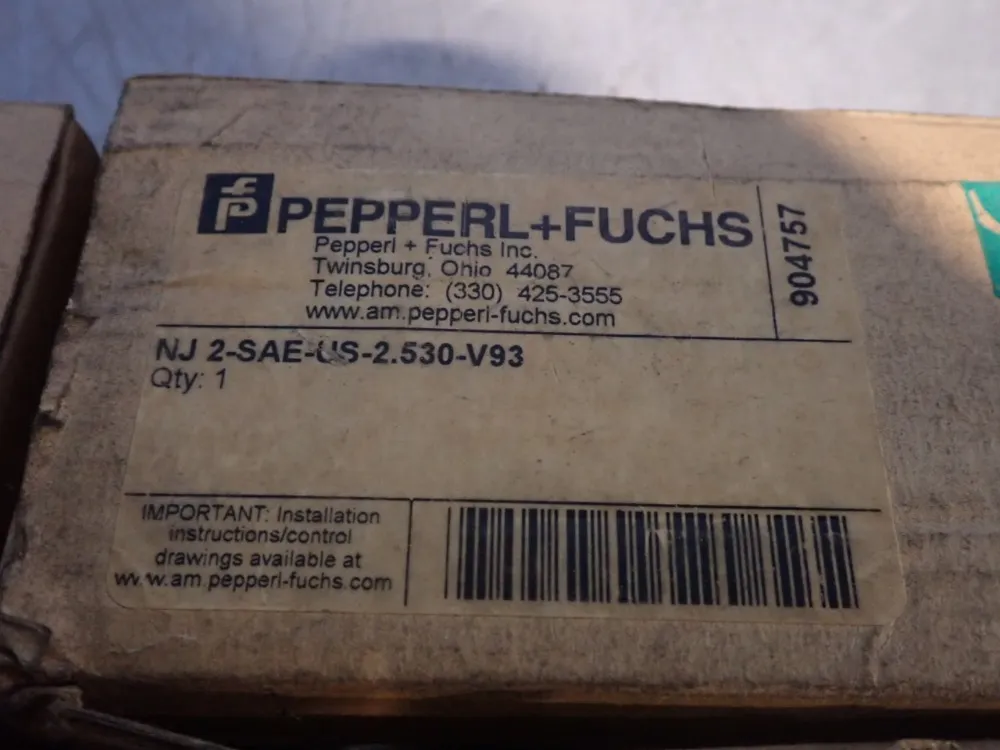 PEPPERL+FUCHS
Pepperl + Fuchs Inc.
Twinsburg, Ohio 44087
Telephone: (330) 425-3555
www.am.pepperl-fuchs.com
904757
NJ 2-SAE-US-2.530-V93
Qty: 1
IMPORTANT: Installation
instructions/control
drawings available at
www.am.pepperl-fuchs.com